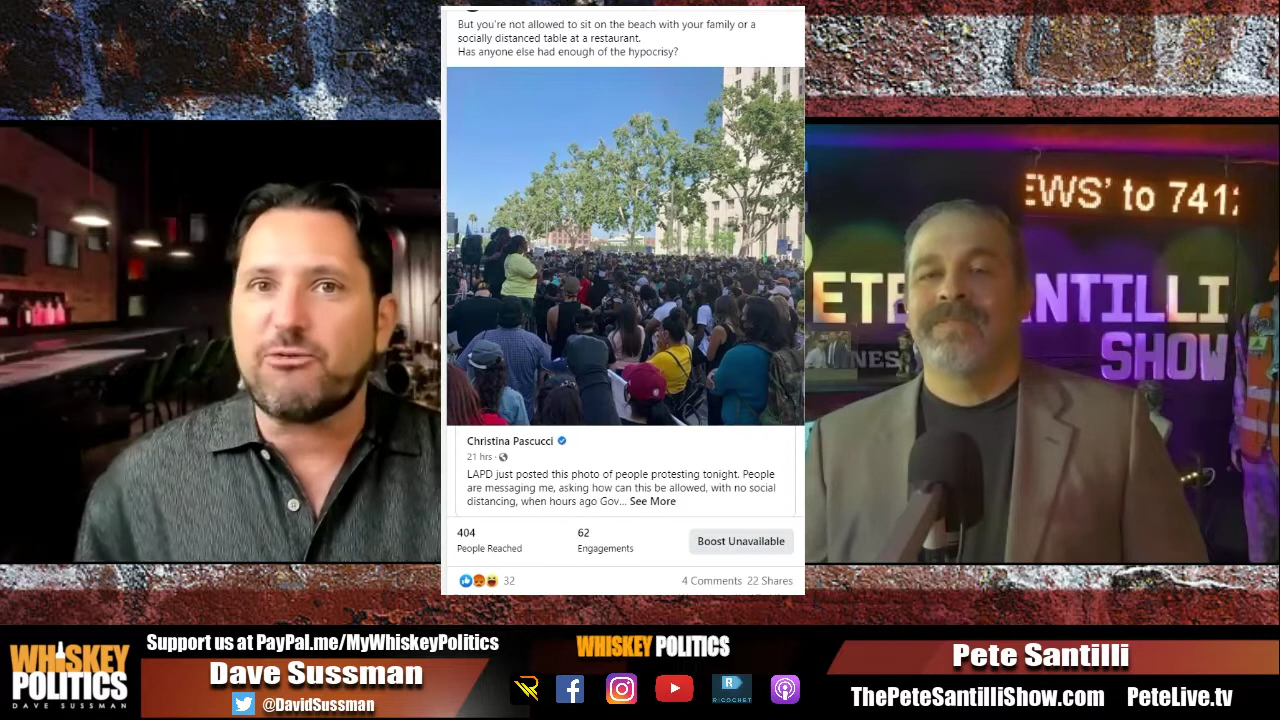 But you're not allowed to sit on the beach with your family or a
socially distanced table at a restaurant.
Has anyone else had enough of the hypocrisy?
EWS' to 741
ETE SANTILLI
SHOW
NES
Christina Pascucci
21 hrs ·
LAPD just posted this photo of people protesting tonight. People
are messaging me, asking how can this be allowed, with no social
distancing, when hours ago Gov... See More
404
People Reached
62
Engagements
Boost Unavailable
32
4 Comments 22 Shares
WHISKEY
POLITICS
DAVE SUSSMAN
Support us at PayPal.me/MyWhiskeyPolitics
Dave Sussman
@DavidSussman
WHISKEY POLITICS
R
RICOCHET
Pete Santilli
ThePeteSantilliShow.com PeteLive.tv